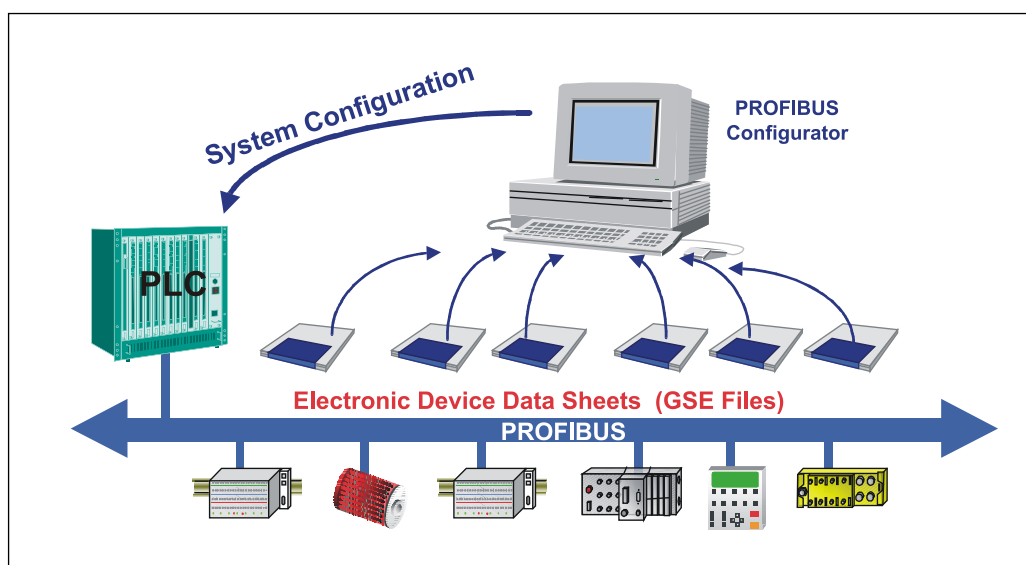 System Configuration
PROFIBUS
Configurator
PLC
Electronic Device Data Sheets (GSE Files)
PROFIBUS